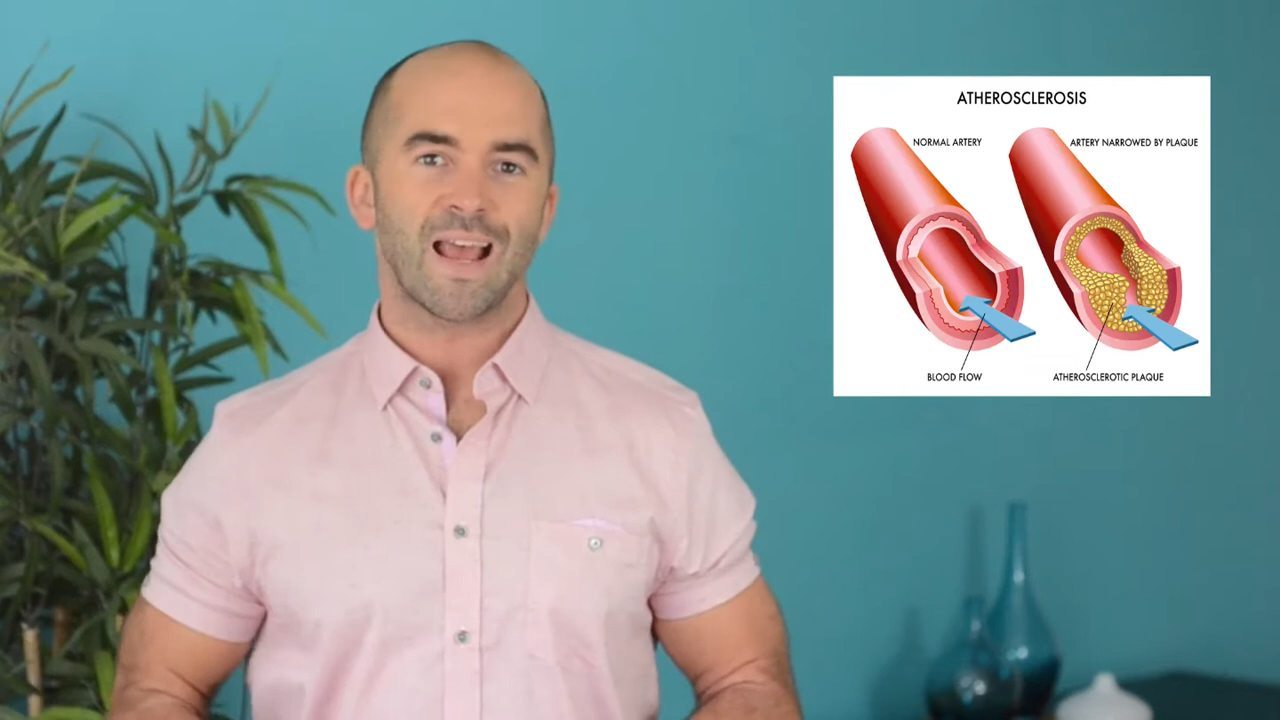 ATHEROSCLEROSIS
NORMAL ARTERY
ARTERY NARROWED BY PLAQUE
BLOOD FLOW
ATHEROSCLEROTIC PLAQUE